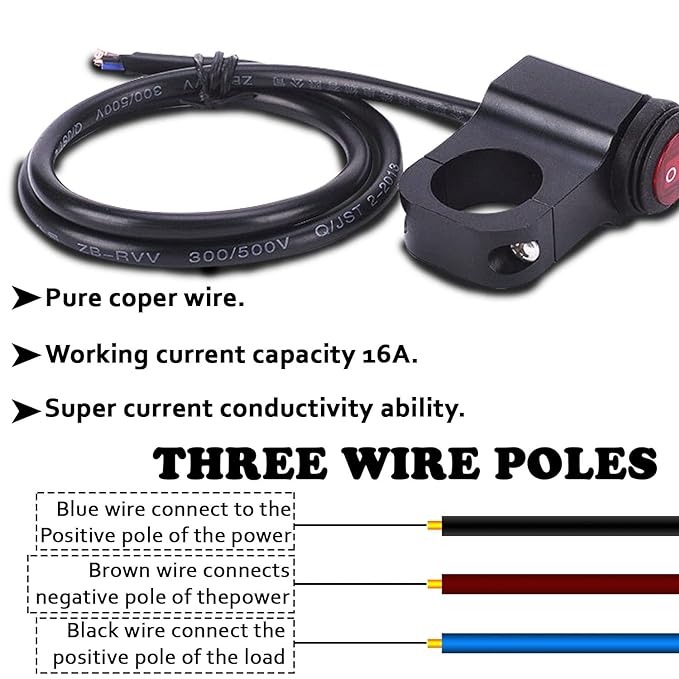 300/500V
ZB-RVV 300/500V Q/JST 2-2013
Pure coper wire.
Working current capacity 16A.
Super current conductivity ability.
THREE WIRE POLES
Blue wire connect to the
Positive pole of the power
Brown wire connects
negative pole of thepower
Black wire connect the
positive pole of the load